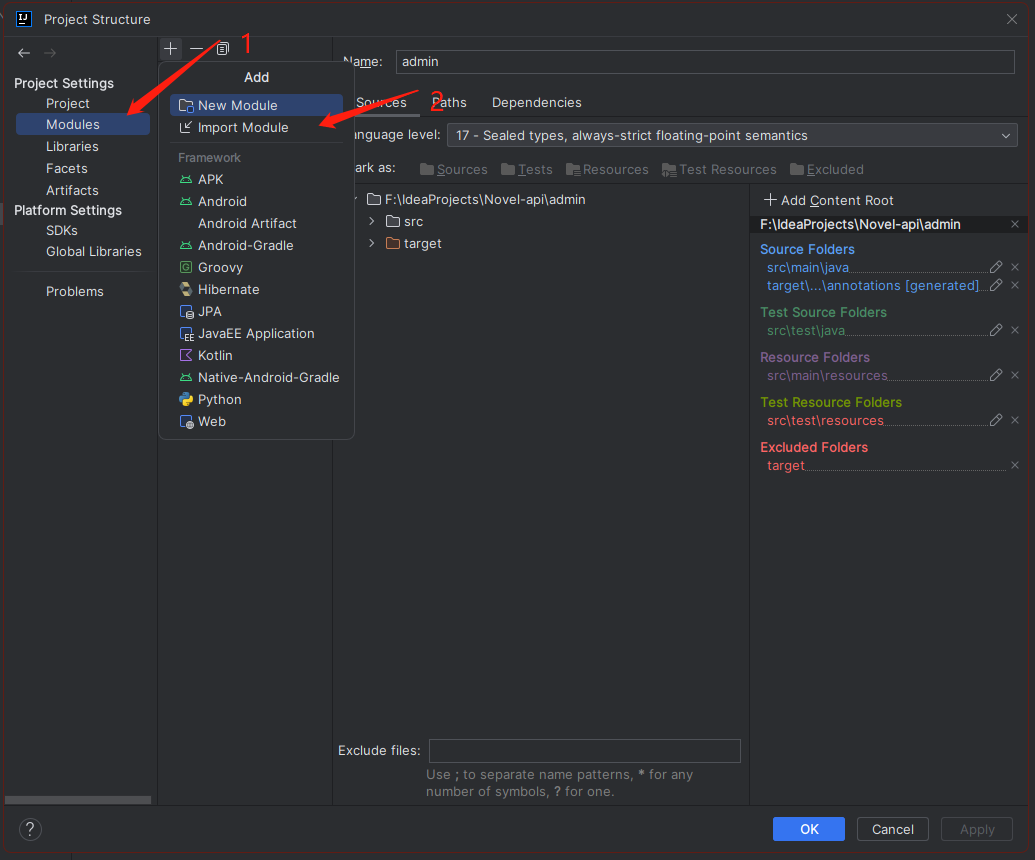 Project Structure
1
Project Settings
Project
Modules
Libraries
Facets
Artifacts
Platform Settings
SDKs
Global Libraries
Problems
Add
New Module
Import Module
2
Framework
APK
Android
Android Artifact
Android-Gradle
Groovy
Hibernate
JPA
JavaEE Application
Kotlin
Native-Android-Gradle
Python
Web
Name:
admin
Sources
Paths
Dependencies
anguage level:
17 - Sealed types, always-strict floating-point semantics
ark as:
Sources
Tests
Resources
Test Resources
Excluded
F:\IdeaProjects\Novel-api\admin
src
target
Add Content Root
F:\IdeaProjects\Novel-api\admin
Source Folders
src\main\java
target\...\annotations [generated]
Test Source Folders
src\test\java
Resource Folders
src\main\resources
Test Resource Folders
src\test\resources
Excluded Folders
target
Exclude files:
Use ; to separate name patterns, * for any
number of symbols, ? for one.
?
OK
Cancel
Apply